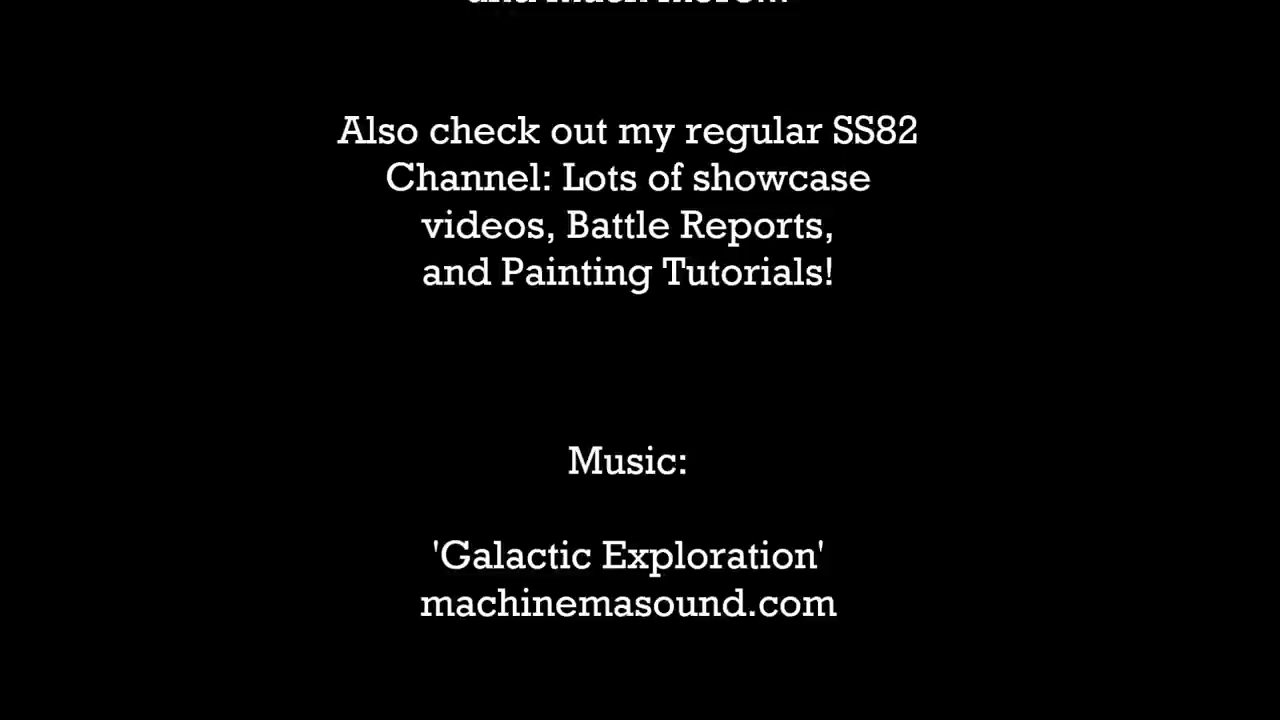 Also check out my regular SS82
Channel: Lots of showcase
videos, Battle Reports,
and Painting Tutorials!
Music:
'Galactic Exploration'
machinemasound.com